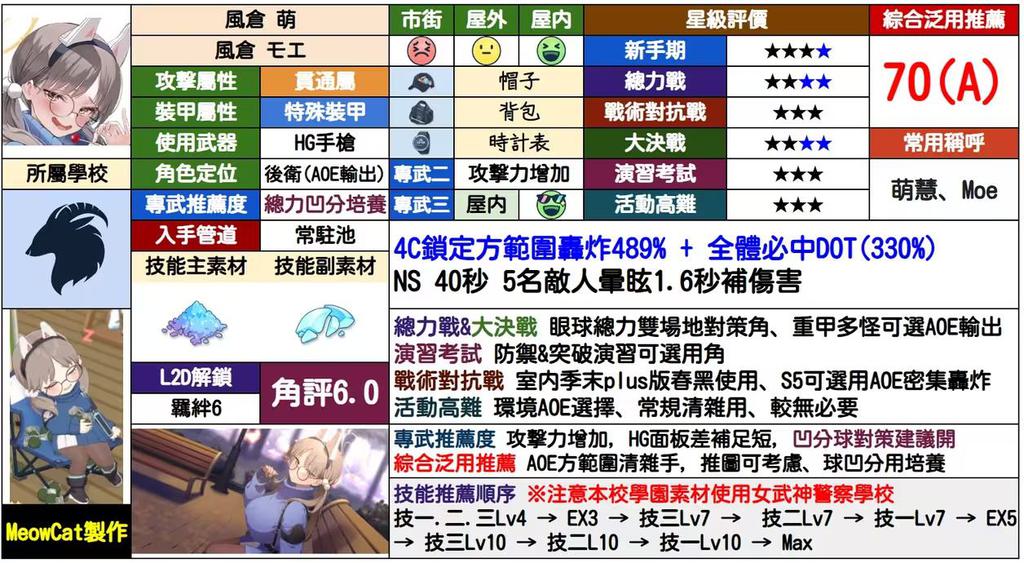 風倉 萌
風倉 モエ
攻擊屬性 貫通屬
裝甲屬性 特殊裝甲
使用武器 HG手槍
所屬學校
角色定位 後衛(AOE輸出)
專武推薦度 總力凹分培養
入手管道 常駐池
技能主素材 技能副素材
L2D解鎖
羈絆6
角評6.0
MeowCat製作
市街 屋外 屋內
帽子
背包
時計表
專武二 攻擊力增加
專武三 屋內
星級評價
新手期 ★★★★
總力戰 ★★★★
戰術對抗戰 ★★★
大決戰 ★★★★
演習考試 ★★★
活動高難 ★★★
綜合泛用推薦
70(A)
常用稱呼
萌慧、Moe
4C鎖定方範圍轟炸489% + 全體必中DOT(330%)
NS 40秒 5名敵人暈眩1.6秒補傷害
總力戰&大決戰 眼球總力雙場地對策角、重甲多怪可選AOE輸出
演習考試 防禦&突破演習可選用角
戰術對抗戰 室內季末plus版春黑使用、S5可選用AOE密集轟炸
活動高難 環境AOE選擇、常規清雜用、較無必要
專武推薦度 攻擊力增加, HG面板差補足短, 凹分球對策建議開
綜合泛用推薦 AOE方範圍清雜手, 推圖可考慮、球凹分用培養
技能推薦順序 ※注意本校學園素材使用女武神警察學校
技一.二.三Lv4 → EX3 → 技三Lv7 → 技二Lv7 → 技一Lv7 → EX5
→ 技三Lv10 → 技二L10 → 技一Lv10 → Max